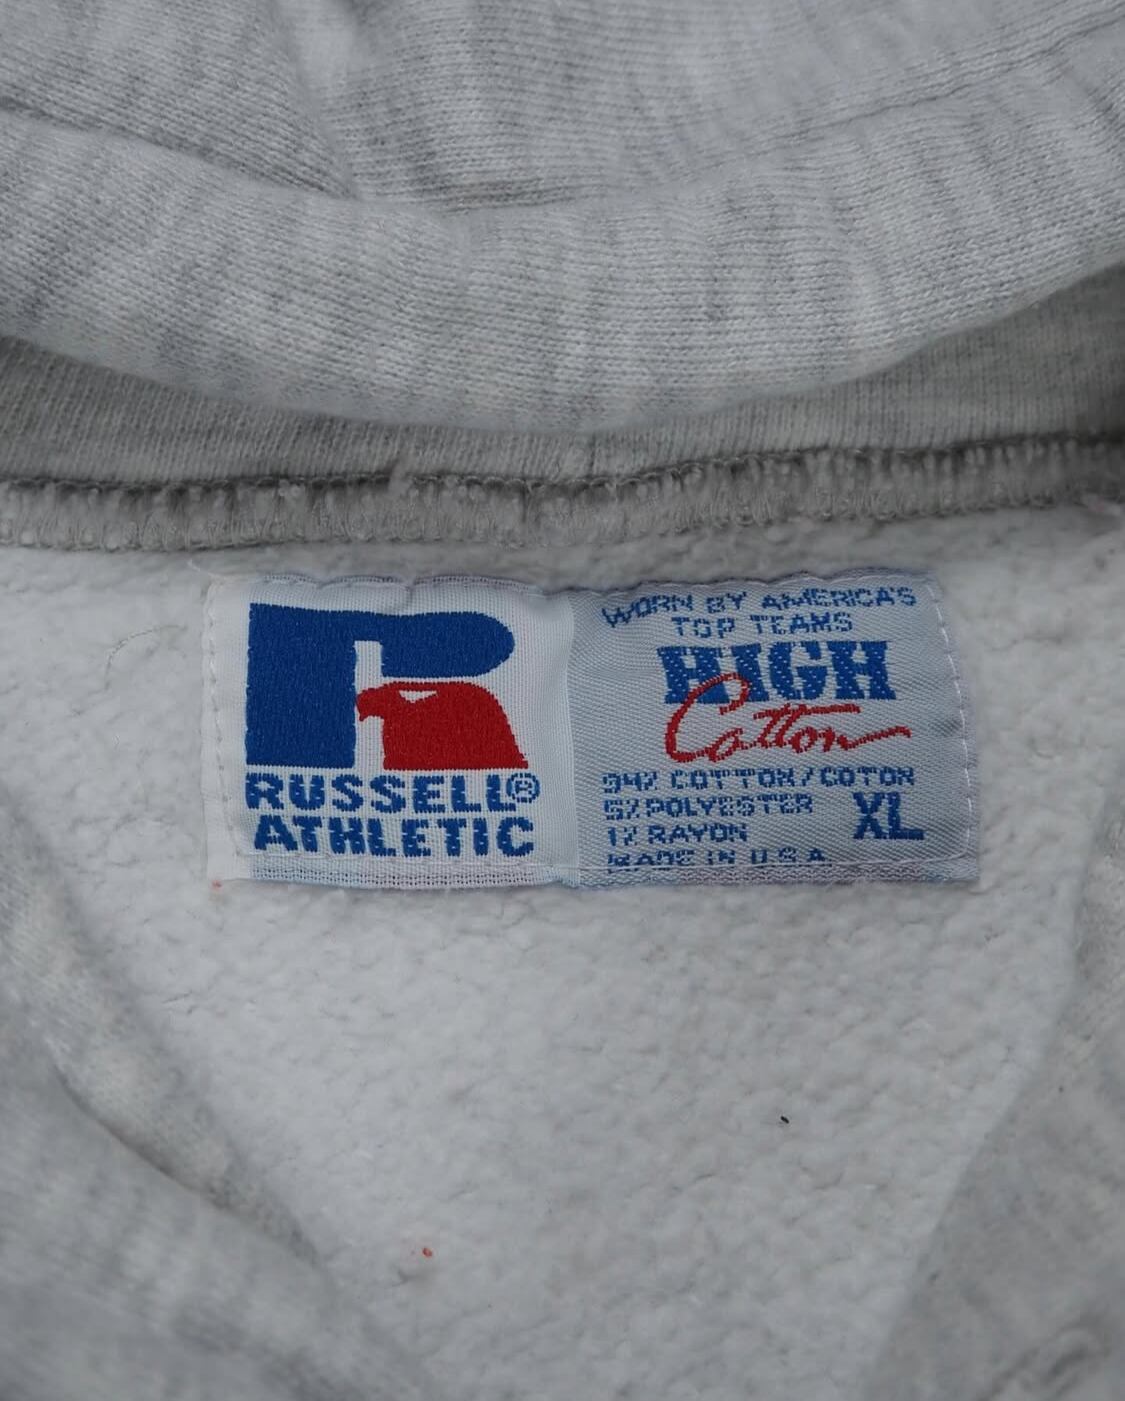 RUSSELL®
ATHLETIC
WORN BY AMERICA'S
TOP TEAMS
HIGH
Cotton
94% COTTON/COTON
5% POLYESTER
1% RAYON
XL
MADE IN U.S.A.